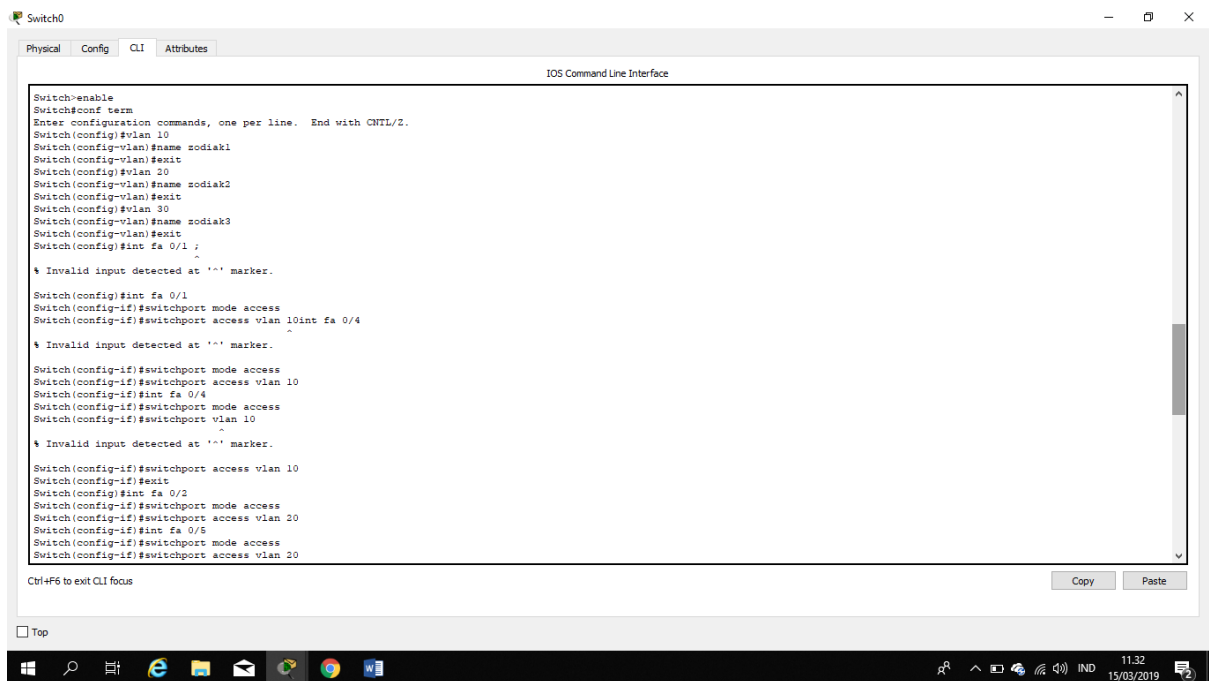 Switch0
Physical Config CLI Attributes
IOS Command Line Interface
Switch>enable
Switch#conf term
Enter configuration commands, one per line. End with CNTL/Z.
Switch(config)#vlan 10
Switch(config-vlan)#name zodiak1
Switch(config-vlan)#exit
Switch(config)#vlan 20
Switch(config-vlan)#name zodiak2
Switch(config-vlan)#exit
Switch(config)#vlan 30
Switch(config-vlan)#name zodiak3
Switch(config-vlan)#exit
Switch(config)#int fa 0/1 ;
^
% Invalid input detected at '^' marker.
Switch(config)#int fa 0/1
Switch(config-if)#switchport mode access
Switch(config-if)#switchport access vlan 10int fa 0/4
^
% Invalid input detected at '^' marker.
Switch(config-if)#switchport mode access
Switch(config-if)#switchport access vlan 10
Switch(config-if)#int fa 0/4
Switch(config-if)#switchport mode access
Switch(config-if)#switchport vlan 10
^
% Invalid input detected at '^' marker.
Switch(config-if)#switchport access vlan 10
Switch(config-if)#exit
Switch(config)#int fa 0/2
Switch(config-if)#switchport mode access
Switch(config-if)#switchport access vlan 20
Switch(config-if)#int fa 0/5
Switch(config-if)#switchport mode access
Switch(config-if)#switchport access vlan 20
Ctrl+F6 to exit CLI focus
Copy Paste
Top
IND
11.32
15/03/2019
2